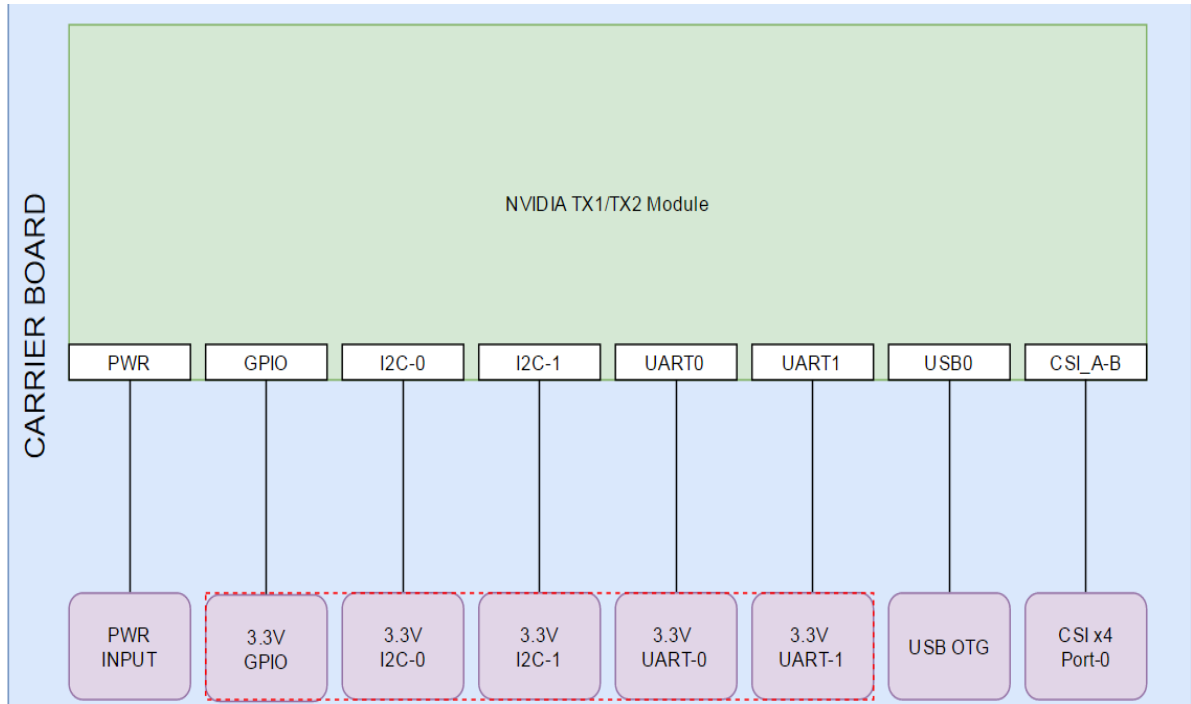 CARRIER BOARD
NVIDIA TX1/TX2 Module
PWR
GPIO
I2C-0
I2C-1
UART0
UART1
USB0
CSI_A-B
PWR
INPUT
3.3V
GPIO
3.3V
I2C-0
3.3V
I2C-1
3.3V
UART-0
3.3V
UART-1
USB OTG
CSI x4
Port-0